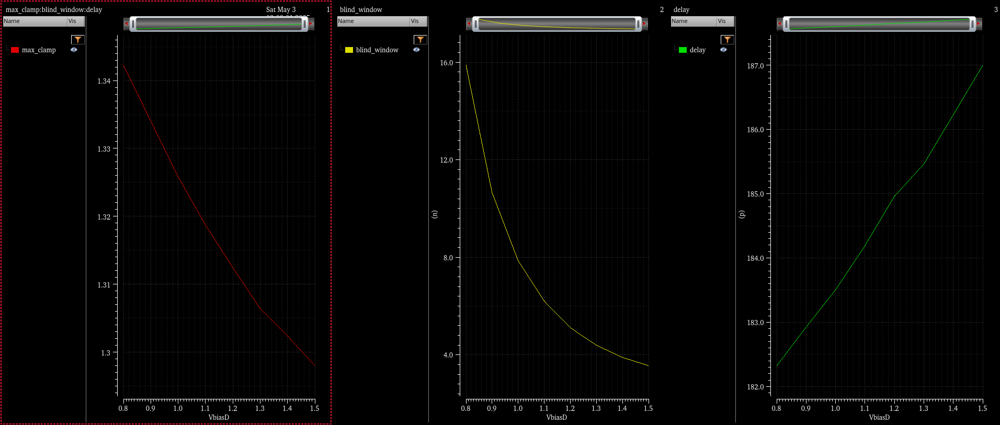 max_clamp:blind_window:delay
Sat May 3
1
Name Vis
max_clamp
1.34
1.33
1.32
1.31
1.3
0.8 0.9 1.0 1.1 1.2 1.3 1.4 1.5
VbiasD
blind_window
2
Name Vis
blind_window
(n)
16.0
12.0
8.0
4.0
0.8 0.9 1.0 1.1 1.2 1.3 1.4 1.5
VbiasD
delay
3
Name Vis
delay
(p)
187.0
186.0
185.0
184.0
183.0
182.0
0.8 0.9 1.0 1.1 1.2 1.3 1.4 1.5
VbiasD